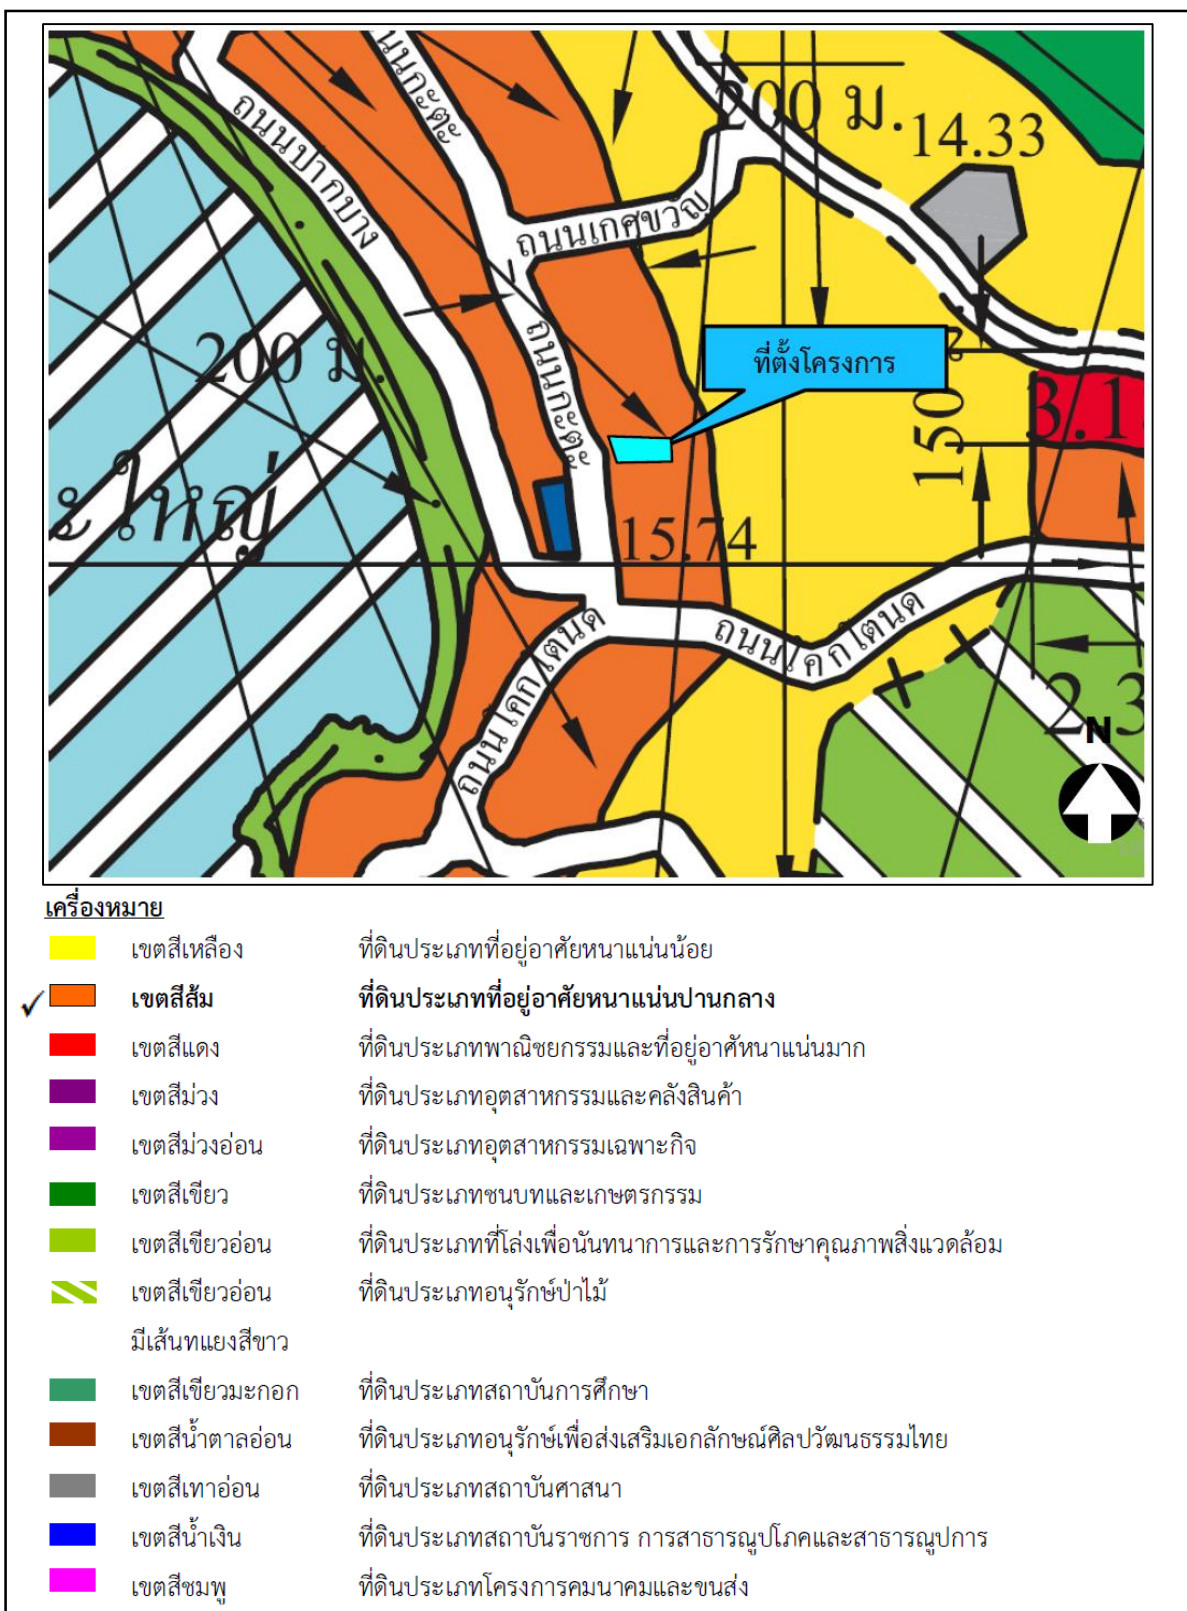 ถนนกะตะ
ถนนปากบาง
200 ม.
14.33
ถนนเกศขวัญ
ที่ตั้งโครงการ
200 ม.
ถนนกะตะ
150
3.1
ะใหญ่
15.74
ถนนโคกโตนด
ถนนโคกโตนด
2.3
N
เครื่องหมาย
เขตสีเหลือง ที่ดินประเภทที่อยู่อาศัยหนาแน่นน้อย
✓ เขตสีส้ม ที่ดินประเภทที่อยู่อาศัยหนาแน่นปานกลาง
เขตสีแดง ที่ดินประเภทพาณิชยกรรมและที่อยู่อาศัหนาแน่นมาก
เขตสีม่วง ที่ดินประเภทอุตสาหกรรมและคลังสินค้า
เขตสีม่วงอ่อน ที่ดินประเภทอุตสาหกรรมเฉพาะกิจ
เขตสีเขียว ที่ดินประเภทชนบทและเกษตรกรรม
เขตสีเขียวอ่อน ที่ดินประเภทที่โล่งเพื่อนันทนาการและการรักษาคุณภาพสิ่งแวดล้อม
เขตสีเขียวอ่อน ที่ดินประเภทอนุรักษ์ป่าไม้
มีเส้นทแยงสีขาว
เขตสีเขียวมะกอก ที่ดินประเภทสถาบันการศึกษา
เขตสีน้ำตาลอ่อน ที่ดินประเภทอนุรักษ์เพื่อส่งเสริมเอกลักษณ์ศิลปวัฒนธรรมไทย
เขตสีเทาอ่อน ที่ดินประเภทสถาบันศาสนา
เขตสีน้ำเงิน ที่ดินประเภทสถาบันราชการ การสาธารณูปโภคและสาธารณูปการ
เขตสีชมพู ที่ดินประเภทโครงการคมนาคมและขนส่ง